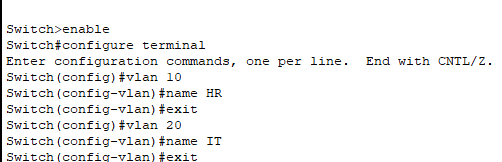 Switch>enable
Switch#configure terminal
Enter configuration commands, one per line.  End with CNTL/Z.
Switch(config)#vlan 10
Switch(config-vlan)#name HR
Switch(config-vlan)#exit
Switch(config)#vlan 20
Switch(config-vlan)#name IT
Switch(config-vlan)#exit